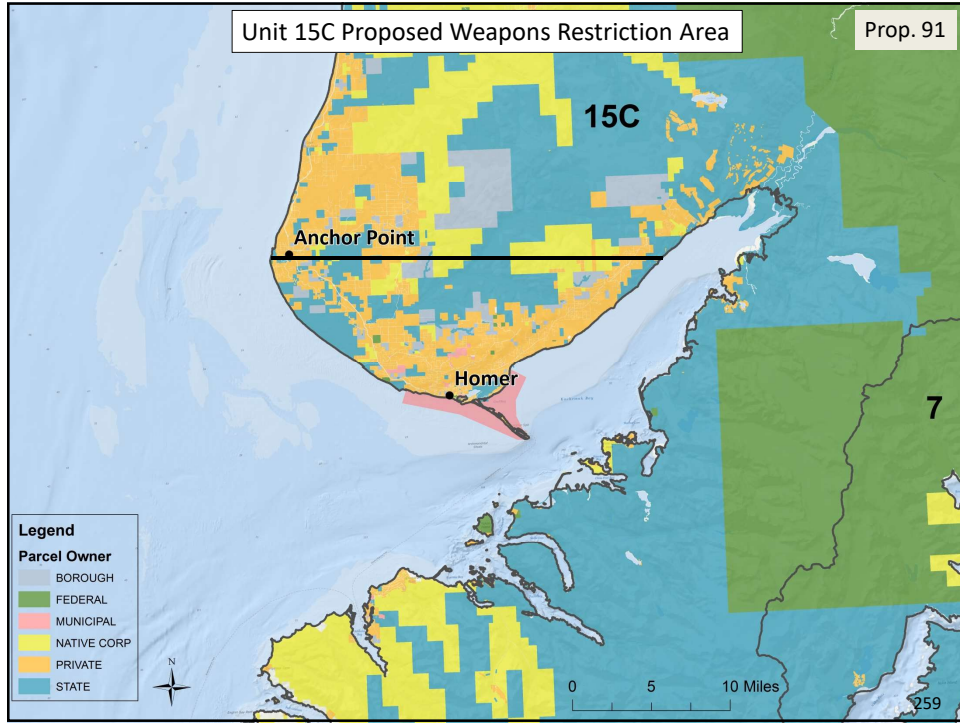 Unit 15C Proposed Weapons Restriction Area
Prop. 91
15C
Anchor Point
Homer
7
Legend
Parcel Owner
BOROUGH
FEDERAL
MUNICIPAL
NATIVE CORP
PRIVATE
STATE
N
0 5 10 Miles
259